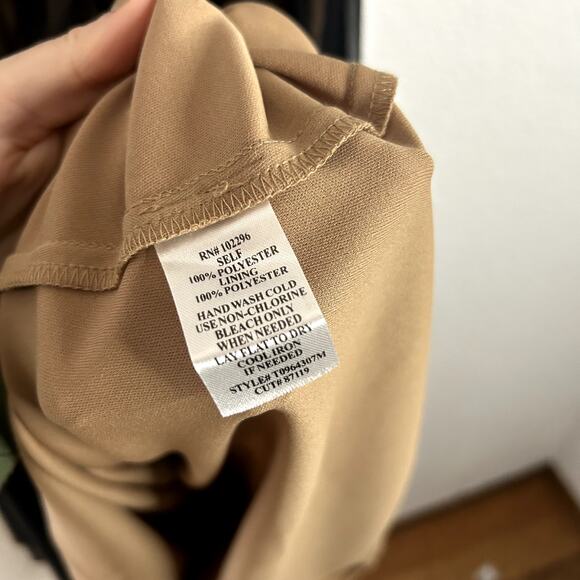 RN# 102296
SELF
100% POLYESTER
LINING
100% POLYESTER
HAND WASH COLD
USE NON-CHLORINE
BLEACH ONLY
WHEN NEEDED
LAY FLAT TO DRY
COOL IRON
IF NEEDED
STYLE# T0964307M
CUT# 87119